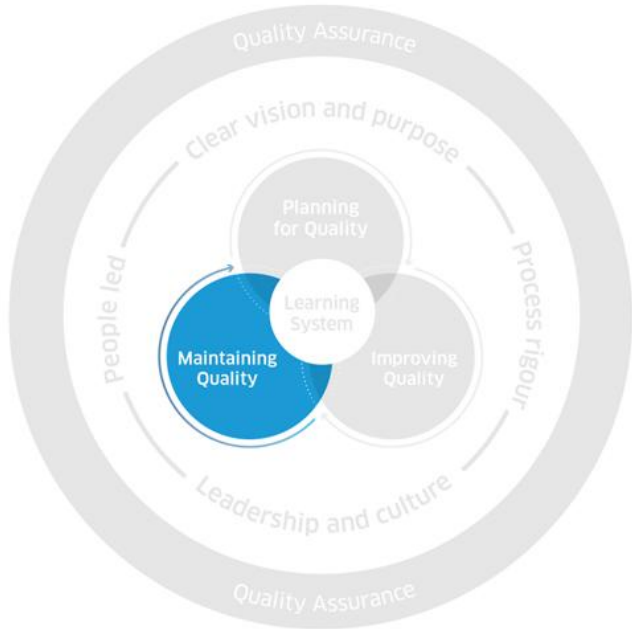 Quality Assurance
Clear vision and purpose
Planning
for Quality
People led
Process rigour
Learning
System
Maintaining
Quality
Improving
Quality
Leadership and culture
Quality Assurance